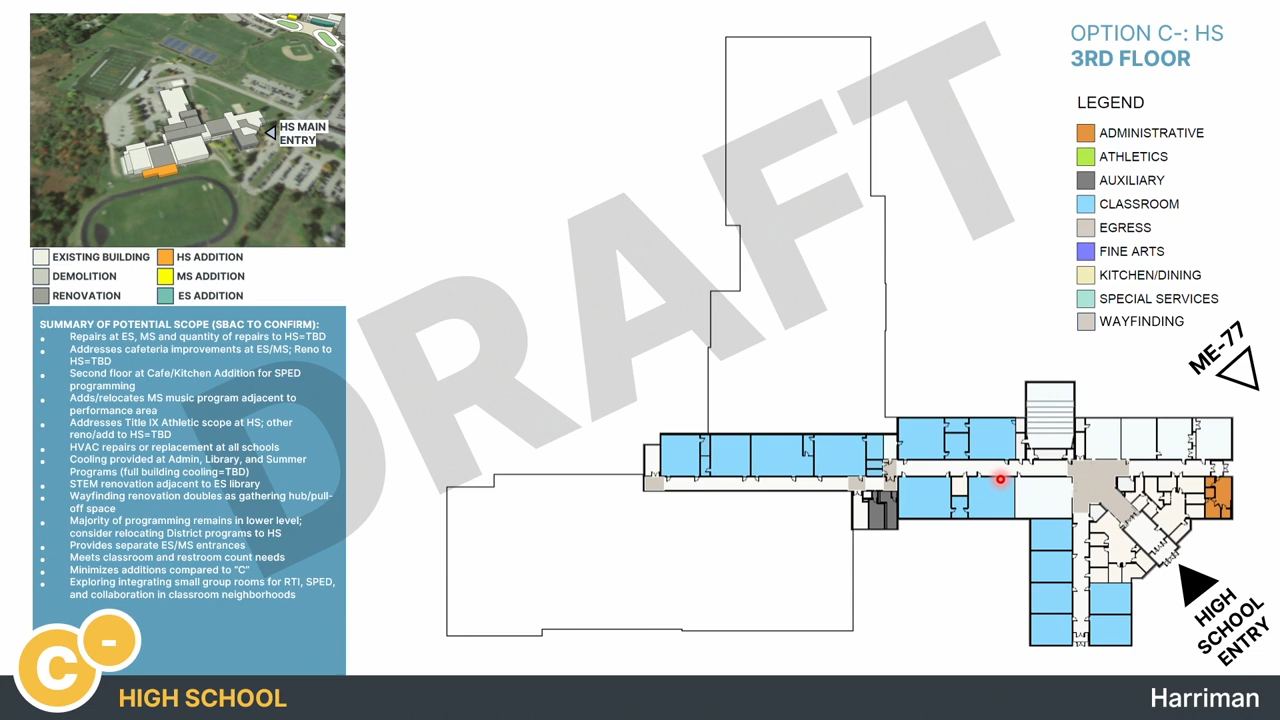 OPTION C-: HS
3RD FLOOR
LEGEND
ADMINISTRATIVE
ATHLETICS
AUXILIARY
CLASSROOM
EGRESS
FINE ARTS
KITCHEN/DINING
SPECIAL SERVICES
WAYFINDING
HS MAIN
ENTRY
EXISTING BUILDING
HS ADDITION
DEMOLITION
MS ADDITION
RENOVATION
ES ADDITION
SUMMARY OF POTENTIAL SCOPE (SBAC TO CONFIRM):
• Repairs at ES, MS and quantity of repairs to HS=TBD
• Addresses cafeteria improvements at ES/MS; Reno to
HS=TBD
• Second floor at Cafe/Kitchen Addition for SPED
programming
• Adds/relocates MS music program adjacent to
performance area
• Addresses Title IX Athletic scope at HS; other
reno/add to HS=TBD
• HVAC repairs or replacement at all schools
• Cooling provided at Admin, Library, and Summer
Programs (full building cooling=TBD)
• STEM renovation adjacent to ES library
• Wayfinding renovation doubles as gathering hub/pull-
off space
• Majority of programming remains in lower level;
consider relocating District programs to HS
• Provides separate ES/MS entrances
• Meets classroom and restroom count needs
• Minimizes additions compared to "C"
• Exploring integrating small group rooms for RTI, SPED,
and collaboration in classroom neighborhoods
DRAFT
ME-77
HIGH
SCHOOL
ENTRY
C-
HIGH SCHOOL
Harriman